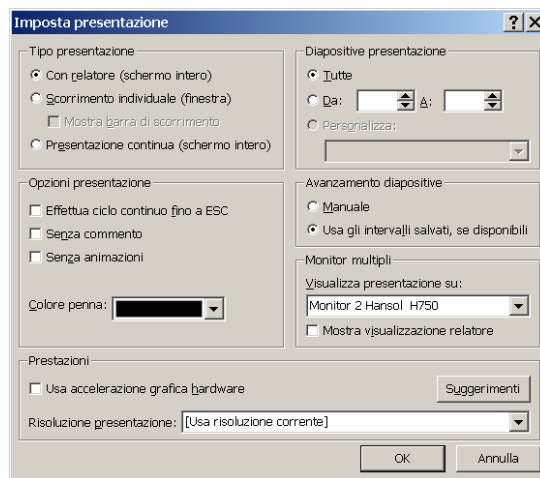 Imposta presentazione
Tipo presentazione
Con relatore (schermo intero)
Scorrimento individuale (finestra)
Mostra barra di scorrimento
Presentazione continua (schermo intero)
Diapositive presentazione
Tutte
Da: A:
Personalizza:
Opzioni presentazione
Effettua ciclo continuo fino a ESC
Senza commento
Senza animazioni
Colore penna:
Avanzamento diapositive
Manuale
Usa gli intervalli salvati, se disponibili
Monitor multipli
Visualizza presentazione su:
Monitor 2 Hansol H750
Mostra visualizzazione relatore
Prestazioni
Usa accelerazione grafica hardware
Suggerimenti
Risoluzione presentazione: [Usa risoluzione corrente]
OK Annulla